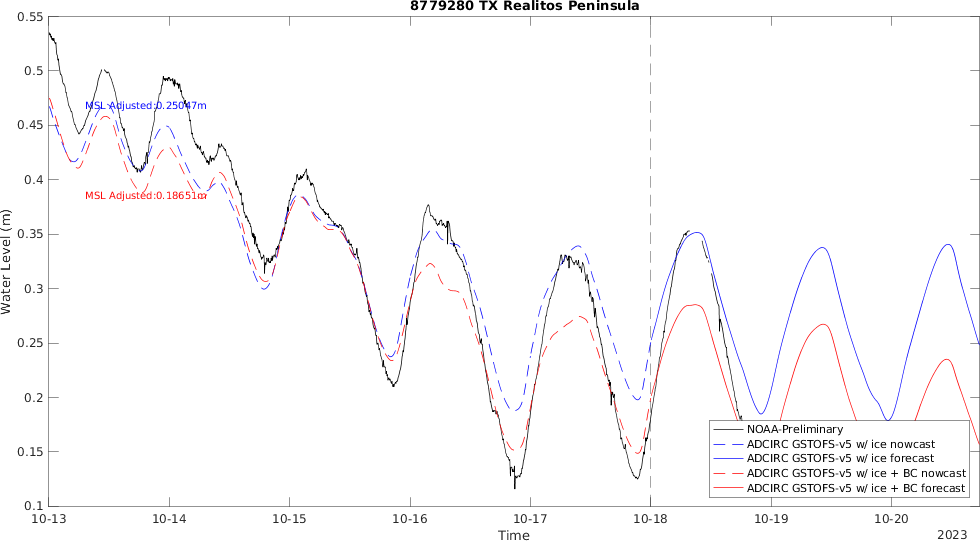 8779280 TX Realitos Peninsula
0.55
0.5
0.45
0.4
0.35
0.3
0.25
0.2
0.15
0.1
Water Level (m)
MSL Adjusted:0.25047m
MSL Adjusted:0.18651m
NOAA-Preliminary
ADCIRC GSTOFS-v5 w/ ice nowcast
ADCIRC GSTOFS-v5 w/ ice forecast
ADCIRC GSTOFS-v5 w/ ice + BC nowcast
ADCIRC GSTOFS-v5 w/ ice + BC forecast
10-13 10-14 10-15 10-16 10-17 10-18 10-19 10-20
Time
2023